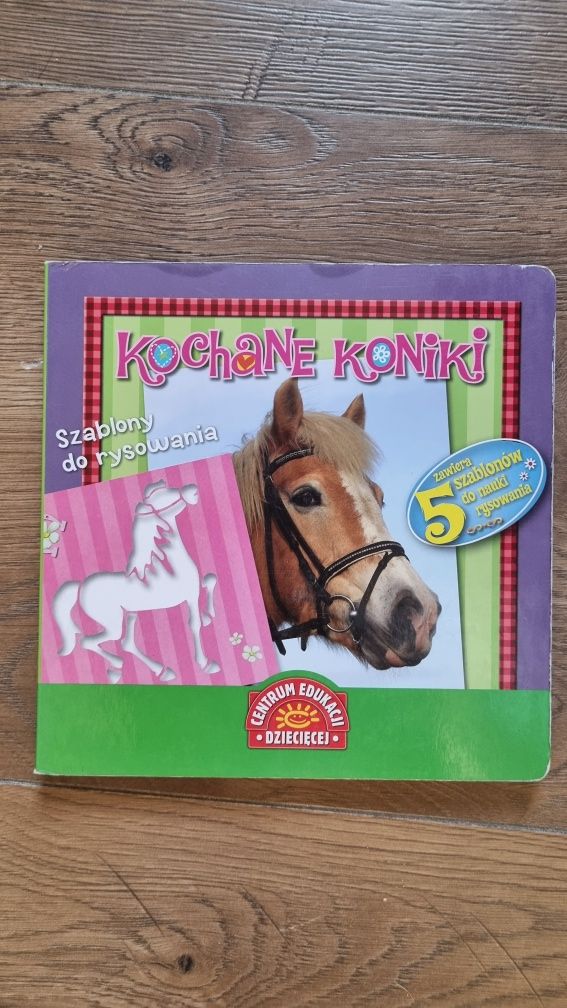 Kochane koniki
Szablony
do rysowania
zawiera
5 szablonów
do nauki
rysowania
CENTRUM EDUKACJI
• DZIECIĘCEJ •